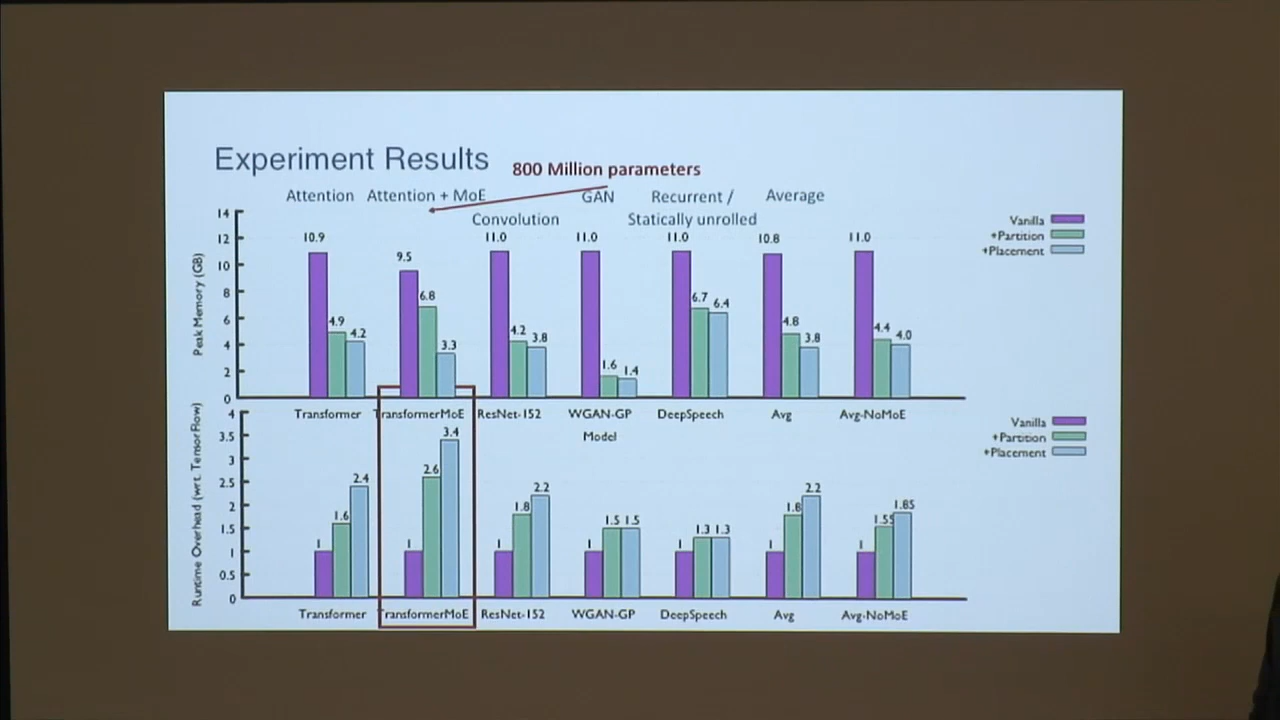 Experiment Results
800 Million parameters
Attention Attention + MoE GAN Recurrent / Average
Convolution Statically unrolled
Vanilla
+Partition
+Placement
Peak Memory (GB)
14
12
10
8
6
4
2
0
10.9 4.9 4.2
9.5 6.8 3.3
11.0 4.2 3.8
11.0 1.6 1.4
11.0 6.7 6.4
10.8 4.8 3.8
11.0 4.4 4.0
Transformer TransformerMoE ResNet-152 WGAN-GP DeepSpeech Avg Avg-NoMoE
Model
Vanilla
+Partition
+Placement
Runtime Overhead (wrt. TensorFlow)
4
3.5
3
2.5
2
1.5
1
0.5
0
1 1.6 2.4
1 2.6 3.4
1 1.8 2.2
1 1.5 1.5
1 1.3 1.3
1 1.8 2.2
1 1.55 1.85
Transformer TransformerMoE ResNet-152 WGAN-GP DeepSpeech Avg Avg-NoMoE